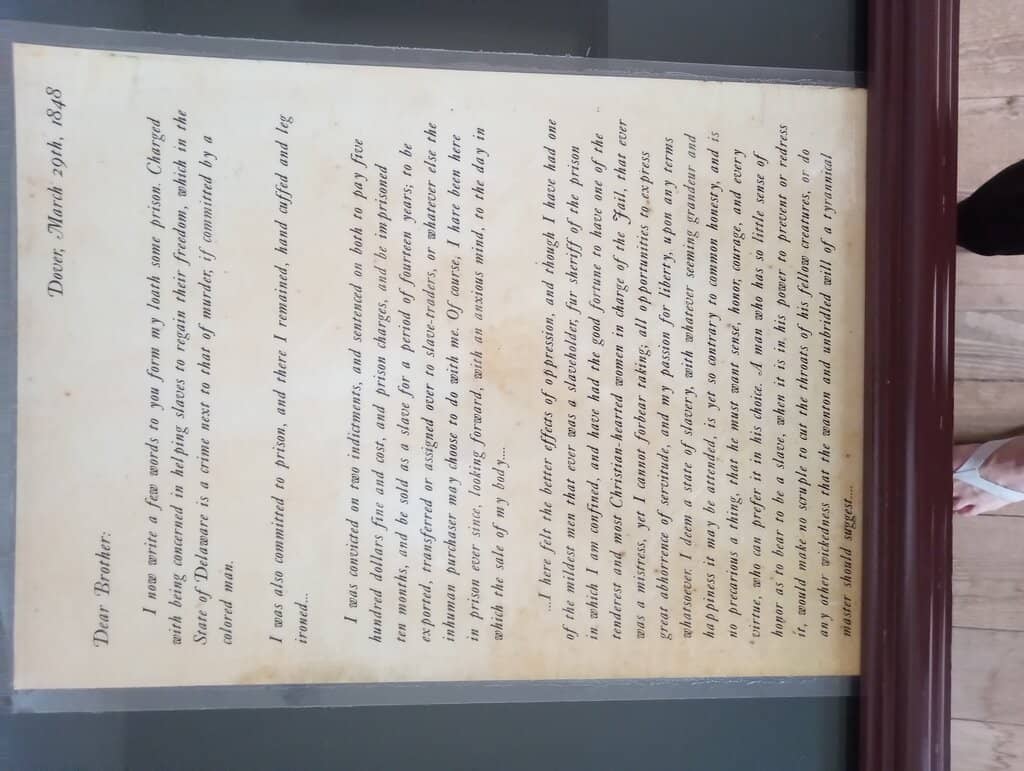 Dover, March 29th, 1848
Dear Brother:
I now write a few words to you form my loath some prison. Charged
with being concerned in helping slaves to regain their freedom, which in the
State of Delaware is a crime next to that of murder, if committed by a
colored man.
I was also committed to prison, and there I remained, hand cuffed and leg
ironed...
I was convicted on two indictments, and sentenced on both to pay five
hundred dollars fine and cost, and prison charges, and be imprisoned
ten months, and be sold as a slave for a period of fourteen years; to be
exported, transferred or assigned over to slave-traders, or whatever else the
inhuman purchaser may choose to do with me. Of course, I hare been here
in prison ever since, looking forward, with an anxious mind, to the day in
which the sale of my body....
...I here felt the better effects of oppression, and though I have had one
of the mildest men that ever was a slaveholder, fur sheriff of the prison
in which I am confined, and have had the good fortune to have one of the
tenderest and most Christian-hearted women in charge of the Jail, that ever
was a mistress, yet I cannot forbear taking; all opportunities to express
great abhorence of servitude, and my passion for liberty, upon any terms
whatsoever. I deem a state of slavery, with whatever seeming grandeur and
happiness it may be attended, is yet so contrary to common honesty, and is
no precarious a thing, that he must want sense, honor, courage, and every
virtue, who can prefer it in his choice. A man who has so little sense of
honor as to bear to be a slave, when it is in his power to prevent or redress
it, would make no scruple to cut the throats of his fellow creatures, or do
any other wickedness that the wanton and unbridled will of a tyrannical
master should suggest....